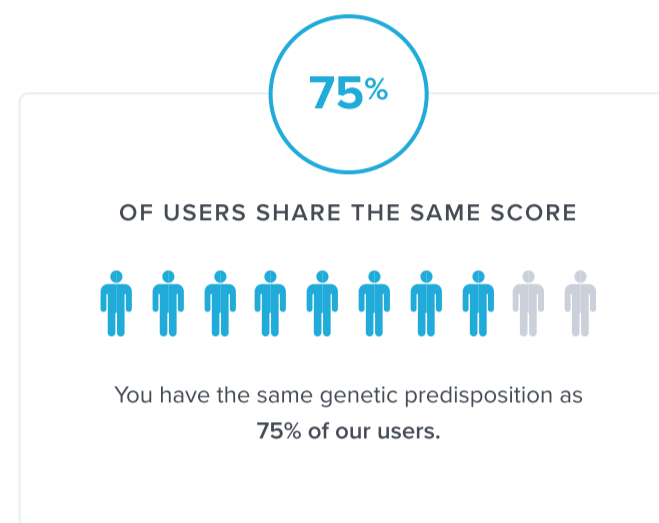 75%
OF USERS SHARE THE SAME SCORE
You have the same genetic predisposition as
75% of our users.